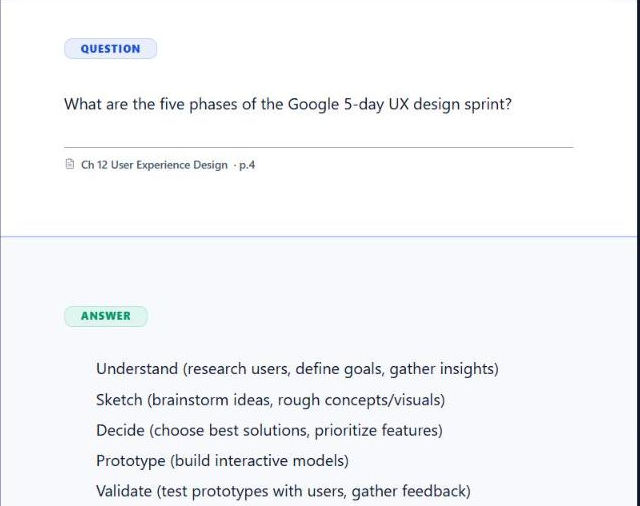 QUESTION
What are the five phases of the Google 5-day UX design sprint?
Ch 12 User Experience Design · p.4
ANSWER
Understand (research users, define goals, gather insights)
Sketch (brainstorm ideas, rough concepts/visuals)
Decide (choose best solutions, prioritize features)
Prototype (build interactive models)
Validate (test prototypes with users, gather feedback)